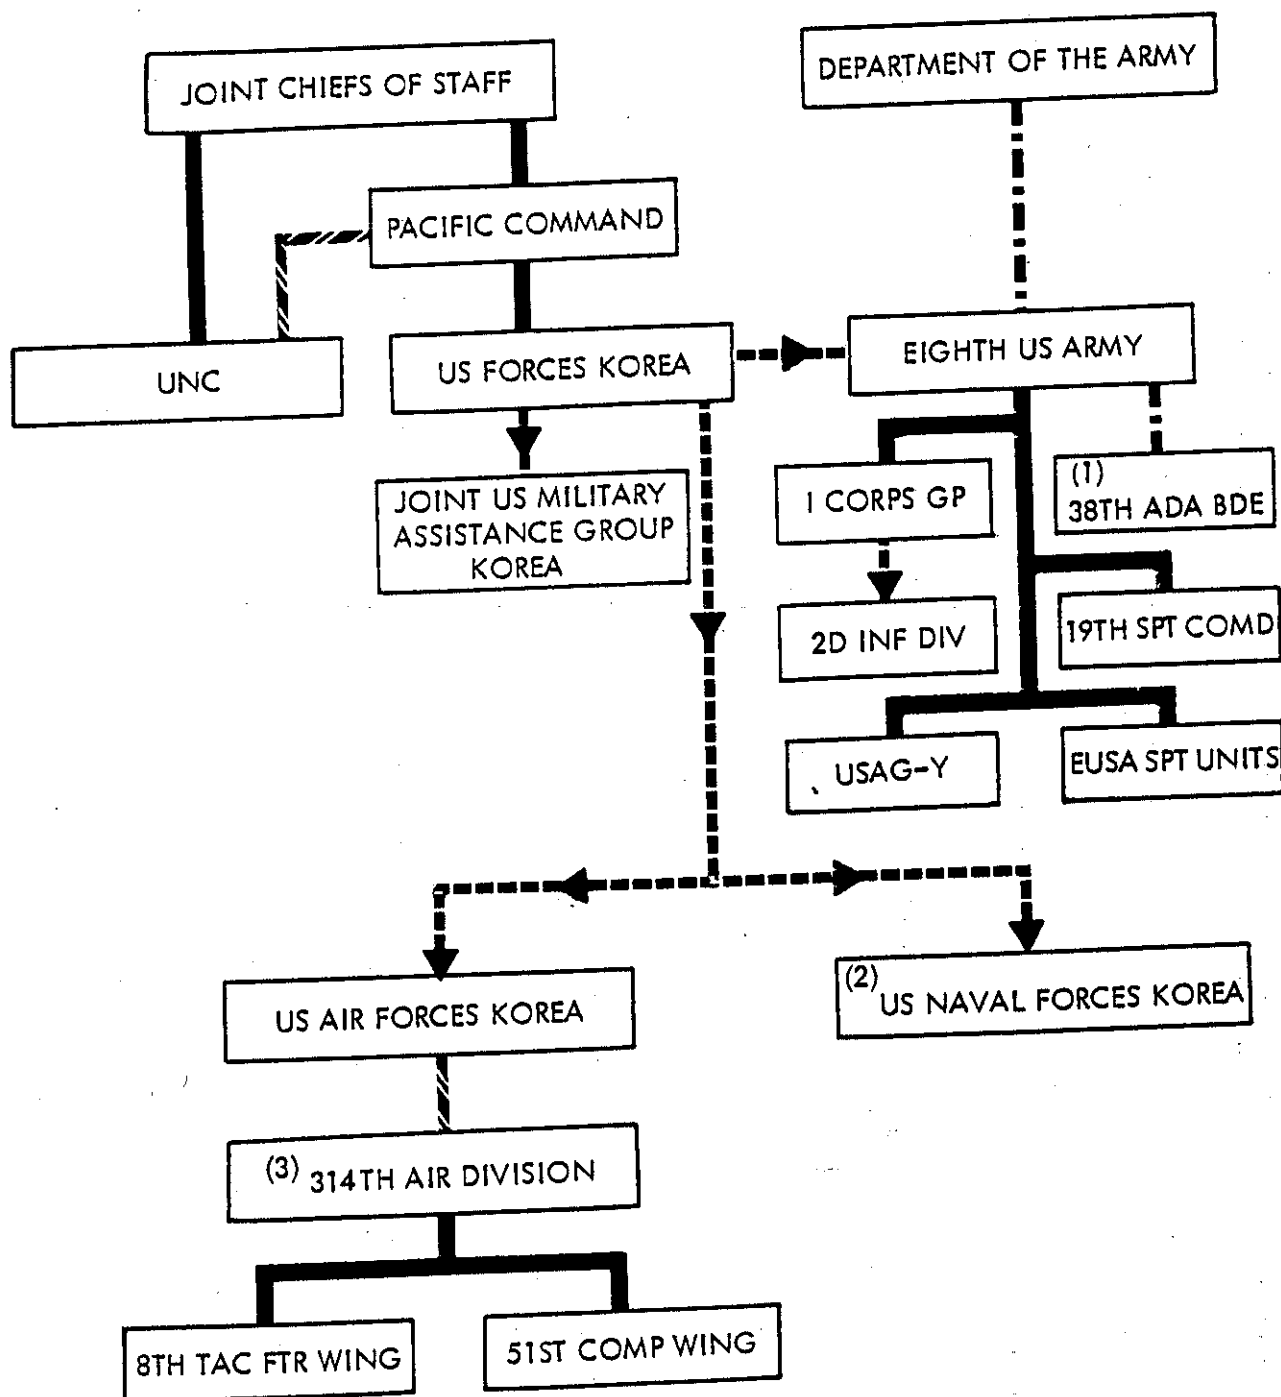 JOINT CHIEFS OF STAFF
DEPARTMENT OF THE ARMY
PACIFIC COMMAND
UNC
US FORCES KOREA
EIGHTH US ARMY
JOINT US MILITARY
ASSISTANCE GROUP
KOREA
I CORPS GP
(1)
38TH ADA BDE
2D INF DIV
19TH SPT COMD
USAG-Y
EUSA SPT UNITS
US AIR FORCES KOREA
(2) US NAVAL FORCES KOREA
(3) 314TH AIR DIVISION
8TH TAC FTR WING
51ST COMP WING